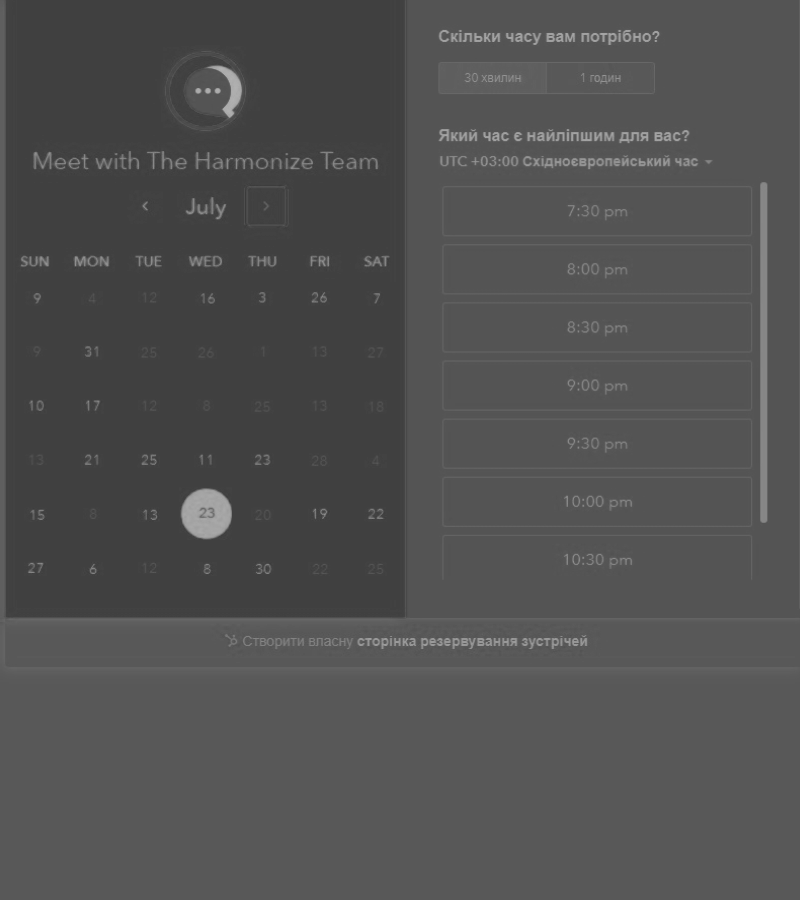 Meet with The Harmonize Team
July
SUN MON TUE WED THU FRI SAT
9 4 12 16 3 26 7
9 31 25 26 1 13 27
10 17 12 8 25 13 18
13 21 25 11 23 28 4
15 8 13 23 20 19 22
27 6 12 8 30 22 25
Скільки часу вам потрібно?
30 хвилин 1 годин
Який час є найліпшим для вас?
UTC +03:00 Східноєвропейський час
7:30 pm
8:00 pm
8:30 pm
9:00 pm
9:30 pm
10:00 pm
10:30 pm
Створити власну сторінка резервування зустрічей